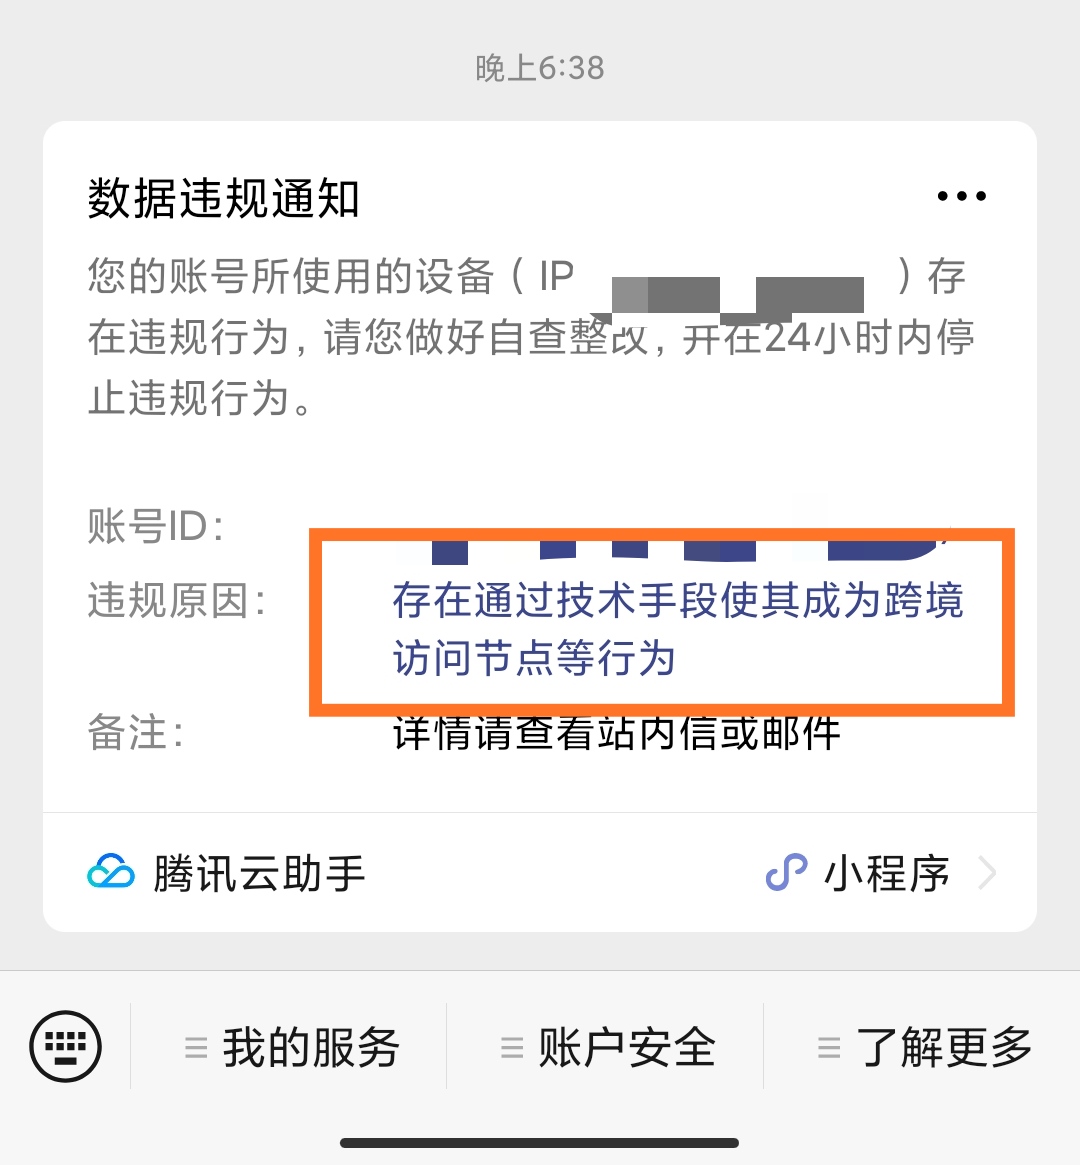 晚上6:38
数据违规通知
您的账号所使用的设备（IP ）存
在违规行为，请您做好自查整改，并在24小时内停
止违规行为。
账号ID：
违规原因： 存在通过技术手段使其成为跨境
访问节点等行为
备注： 详情请查看站内信或邮件
腾讯云助手 小程序
我的服务 账户安全 了解更多